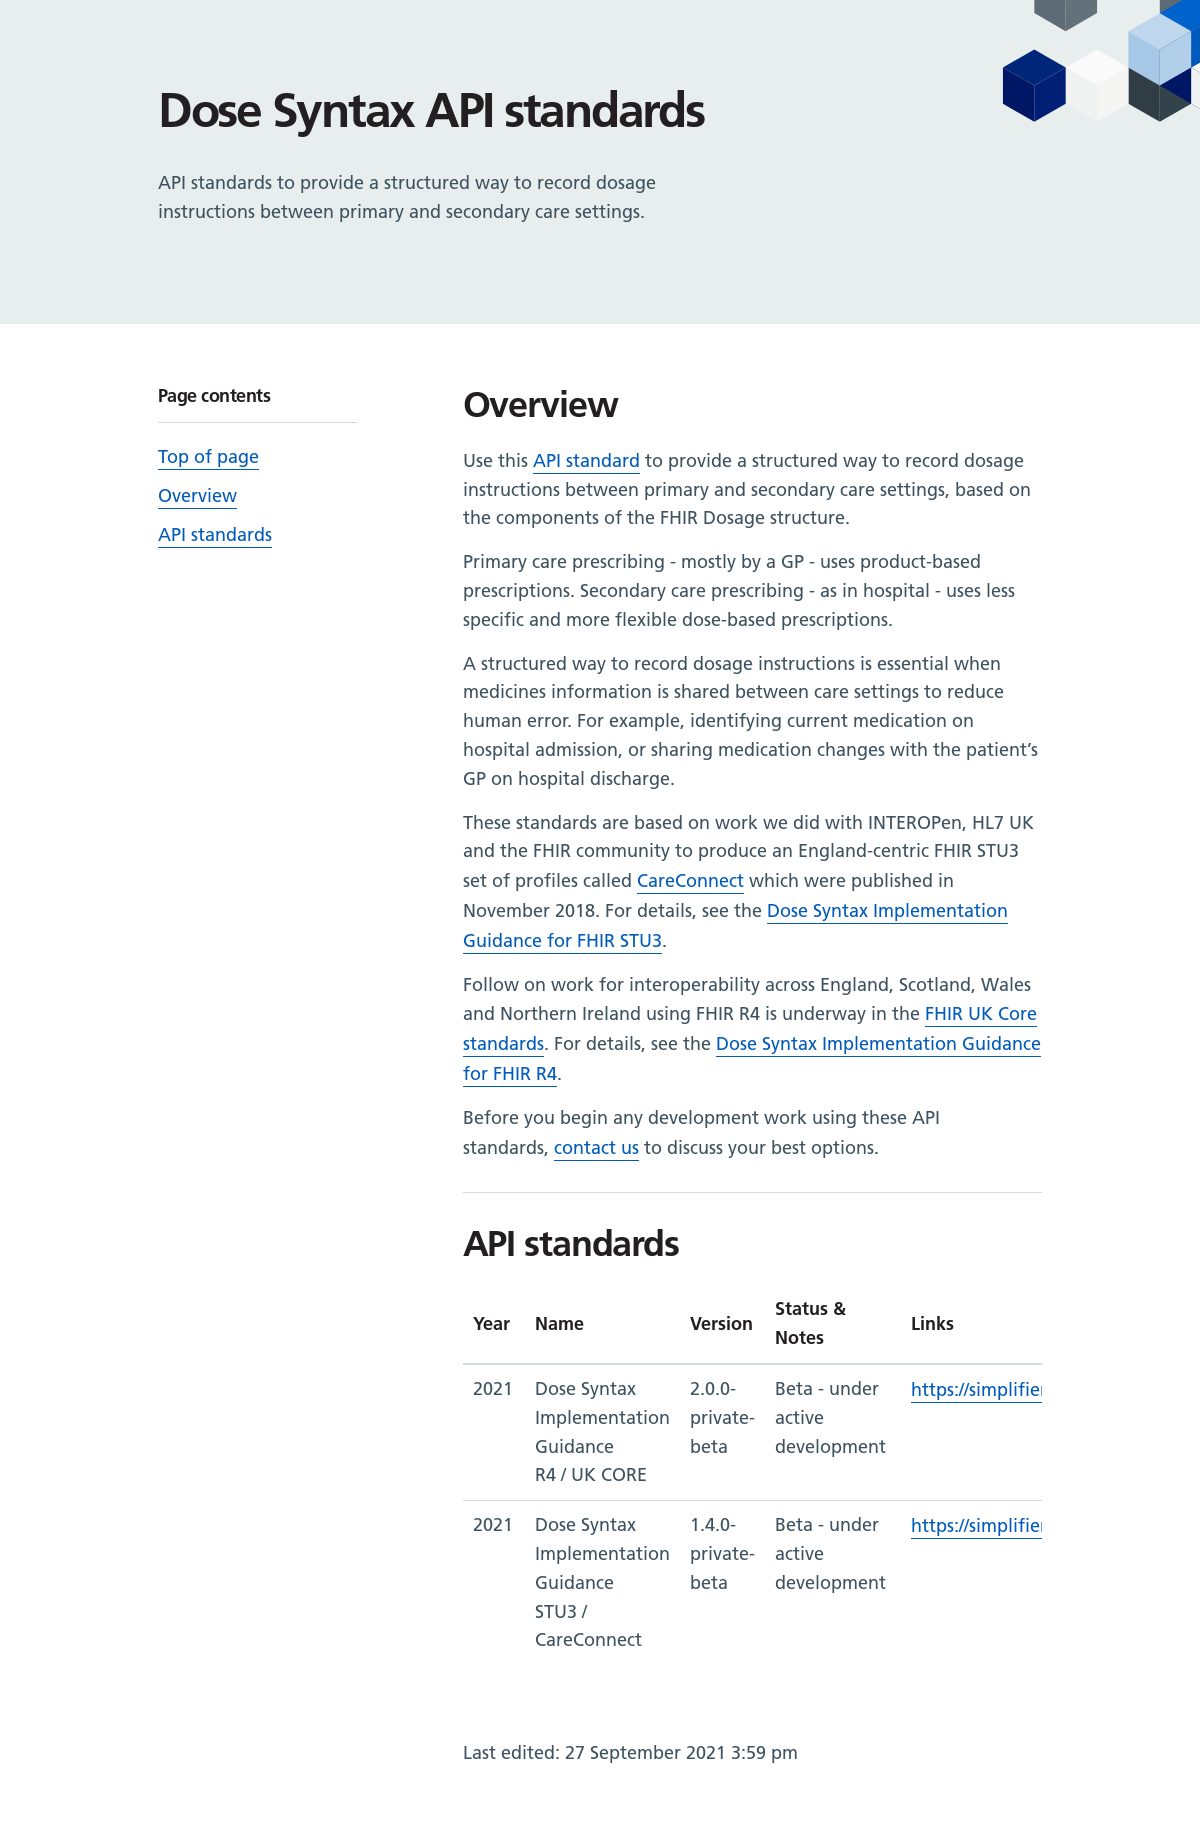 Dose Syntax API standards
API standards to provide a structured way to record dosage
instructions between primary and secondary care settings.
Page contents
Top of page
Overview
API standards
Overview
Use this API standard to provide a structured way to record dosage
instructions between primary and secondary care settings, based on
the components of the FHIR Dosage structure.
Primary care prescribing - mostly by a GP - uses product-based
prescriptions. Secondary care prescribing - as in hospital - uses less
specific and more flexible dose-based prescriptions.
A structured way to record dosage instructions is essential when
medicines information is shared between care settings to reduce
human error. For example, identifying current medication on
hospital admission, or sharing medication changes with the patient’s
GP on hospital discharge.
These standards are based on work we did with INTEROPen, HL7 UK
and the FHIR community to produce an England-centric FHIR STU3
set of profiles called CareConnect which were published in
November 2018. For details, see the Dose Syntax Implementation
Guidance for FHIR STU3.
Follow on work for interoperability across England, Scotland, Wales
and Northern Ireland using FHIR R4 is underway in the FHIR UK Core
standards. For details, see the Dose Syntax Implementation Guidance
for FHIR R4.
Before you begin any development work using these API
standards, contact us to discuss your best options.
API standards
Year Name Version Status & Notes Links
2021 Dose Syntax 2.0.0- Beta - under https://simplifier
Implementation private- active
Guidance beta development
R4 / UK CORE
2021 Dose Syntax 1.4.0- Beta - under https://simplifier
Implementation private- active
Guidance beta development
STU3 /
CareConnect
Last edited: 27 September 2021 3:59 pm